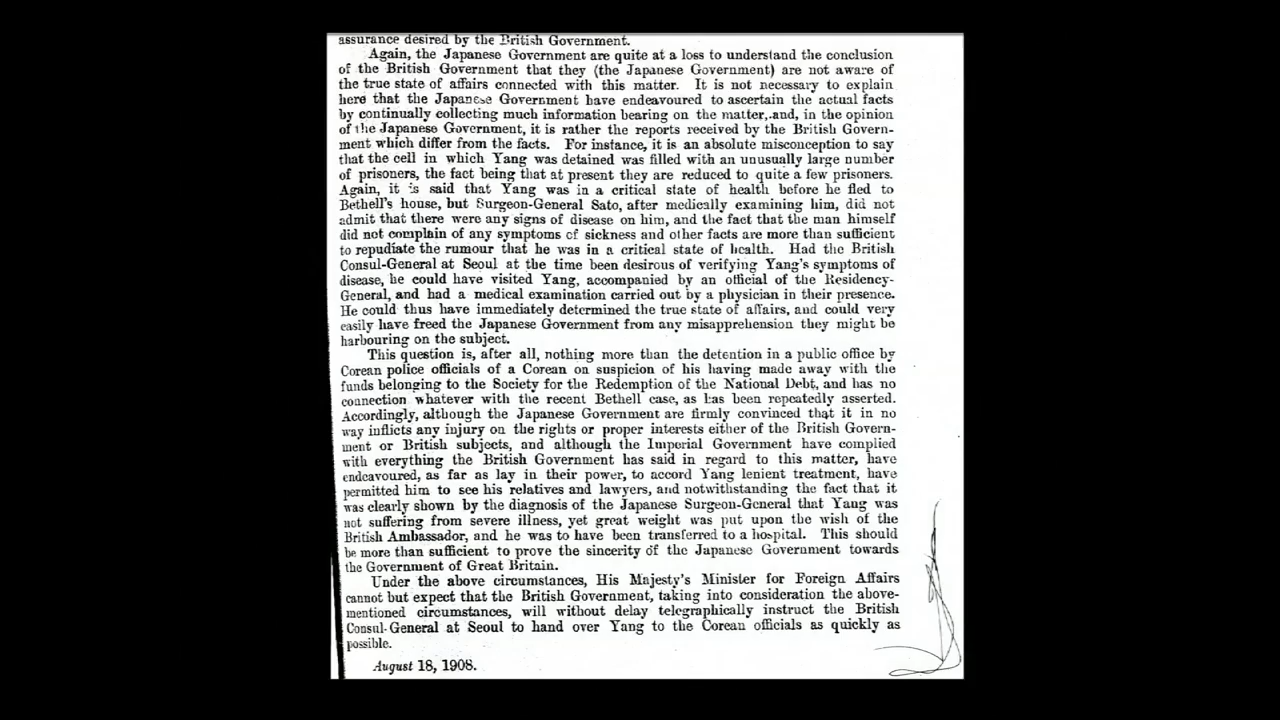 assurance desired by the British Government.
Again, the Japanese Government are quite at a loss to understand the conclusion
of the British Government that they (the Japanese Government) are not aware of
the true state of affairs connected with this matter. It is not necessary to explain
here that the Japanese Government have endeavoured to ascertain the actual facts
by continually collecting much information bearing on the matter, and, in the opinion
of the Japanese Government, it is rather the reports received by the British Govern-
ment which differ from the facts. For instance, it is an absolute misconception to say
that the cell in which Yang was detained was filled with an unusually large number
of prisoners, the fact being that at present they are reduced to quite a few prisoners.
Again, it is said that Yang was in a critical state of health before he fled to
Bethell's house, but Surgeon-General Sato, after medically examining him, did not
admit that there were any signs of disease on him, and the fact that the man himself
did not complain of any symptoms of sickness and other facts are more than sufficient
to repudiate the rumour that he was in a critical state of health. Had the British
Consul-General at Seoul at the time been desirous of verifying Yang's symptoms of
disease, he could have visited Yang, accompanied by an official of the Residency-
General, and had a medical examination carried out by a physician in their presence.
He could thus have immediately determined the true state of affairs, and could very
easily have freed the Japanese Government from any misapprehension they might be
harbouring on the subject.
This question is, after all, nothing more than the detention in a public office by
Corean police officials of a Corean on suspicion of his having made away with the
funds belonging to the Society for the Redemption of the National Debt, and has no
connection whatever with the recent Bethell case, as has been repeatedly asserted.
Accordingly, although the Japanese Government are firmly convinced that it in no
way inflicts any injury on the rights or proper interests either of the British Govern-
ment or British subjects, and although the Imperial Government have complied
with everything the British Government has said in regard to this matter, have
endeavoured, as far as lay in their power, to accord Yang lenient treatment, have
permitted him to see his relatives and lawyers, and notwithstanding the fact that it
was clearly shown by the diagnosis of the Japanese Surgeon-General that Yang was
not suffering from severe illness, yet great weight was put upon the wish of the
British Ambassador, and he was to have been transferred to a hospital. This should
be more than sufficient to prove the sincerity of the Japanese Government towards
the Government of Great Britain.
Under the above circumstances, His Majesty's Minister for Foreign Affairs
cannot but expect that the British Government, taking into consideration the above-
mentioned circumstances, will without delay telegraphically instruct the British
Consul-General at Seoul to hand over Yang to the Corean officials as quickly as
possible.
August 18, 1908.